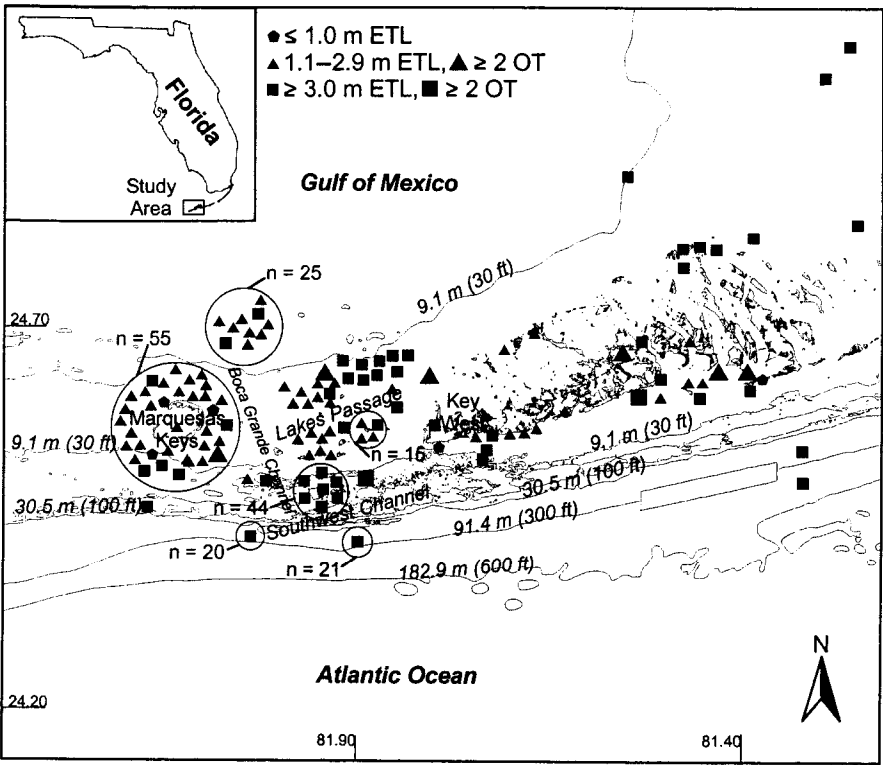 ≤ 1.0 m ETL
1.1–2.9 m ETL, ≥ 2 OT
≥ 3.0 m ETL, ≥ 2 OT
Florida
Study
Area
Gulf of Mexico
n = 25
9.1 m (30 ft)
24.70
n = 55
Boca Grande Channel
Marquesas
Keys
Lakes Passage
Key
West
9.1 m (30 ft)
9.1 m (30 ft)
n = 16
30.5 m (100 ft)
30.5 m (100 ft)
n = 44
Southwest Channel
91.4 m (300 ft)
n = 20
n = 21
182.9 m (600 ft)
N
Atlantic Ocean
24.20
81.90
81.40